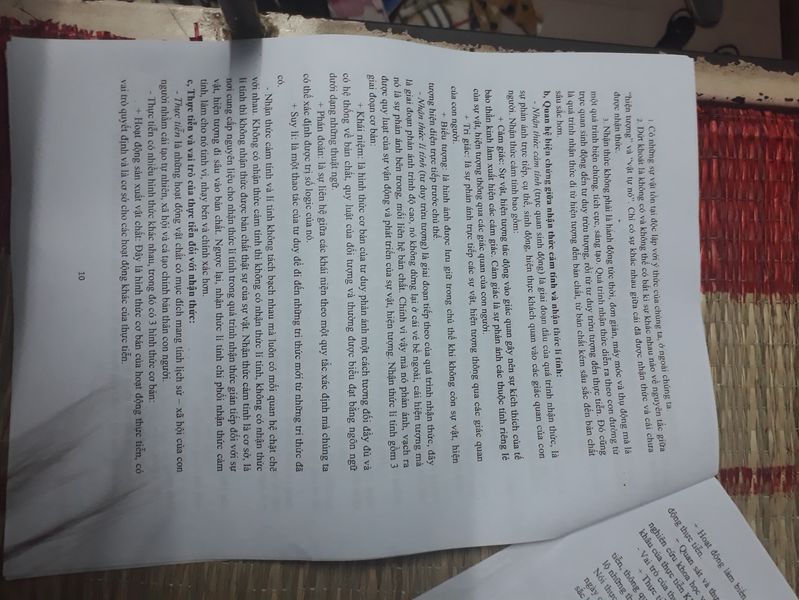 1. Có những sự vật tồn tại độc lập với ý thức của chúng ta, ở ngoài chúng ta
2. Dứt khoát là không có và không thể có bất kì sự khác nhau nào về nguyên tắc giữa
"hiện tượng" và "vật tự nó". Chỉ có sự khác nhau giữa cái đã được nhận thức và cái chưa
được nhận thức.
3. Nhận thức không phải là hành động tức thời, đơn giản, máy móc và thụ động mà là
một quá trình biện chứng, tích cực, sáng tạo. Quá trình nhận thức diễn ra theo con đường từ
trực quan sinh động đến tư duy trừu tượng, rồi từ tư duy trừu tượng đến thực tiễn. Đó cũng
là quá trình nhận thức đi từ hiện tượng đến bản chất, từ bản chất kém sâu sắc đến bản chất
sâu sắc hơn.
b, Quan hệ biện chứng giữa nhận thức cảm tính và nhận thức lí tính:
- Nhận thức cảm tính (trực quan sinh động) là giai đoạn đầu của quá trình nhận thức, là
sự phản ánh trực tiếp, cụ thể, sinh động, hiện thực khách quan vào các giác quan của con
người. Nhận thức cảm tính bao gồm:
+ Cảm giác: Sự vật, hiện tượng tác động vào giác quan gây nên sự kích thích của tế
bào thần kinh làm xuất hiện các cảm giác. Cảm giác là sự phản ánh các thuộc tính riêng lẻ
của sự vật, hiện tượng thông qua các giác quan của con người.
+ Tri giác: là sự phản ánh trực tiếp các sự vật, hiện tượng thông qua các giác quan
của con người.
+ Biểu tượng: là hình ảnh được lưu giữ trong chủ thể khi không còn sự vật, hiện
tượng hiện diện trực tiếp trước chủ thể
- Nhận thức lí tính (tư duy trừu tượng) là giai đoạn tiếp theo của quá trình nhận thức, đây
là giai đoạn phản ánh trình độ cao, nó không dừng lại ở cái vẻ bề ngoài, cái hiện tượng mà
nó là sự phản ánh bên trong, mối liên hệ bản chất. Chính vì vậy mà nó phản ánh, vạch ra
được quy luật của sự vận động và phát triển của sự vật, hiện tượng. Nhận thức lí tính gồm 3
giai đoạn cơ bản:
+ Khái niệm: là hình thức cơ bản của tư duy phản ánh một cách tương đối đầy đủ và
có hệ thống về bản chất, quy luật của đối tượng và thường được biểu đạt bằng ngôn ngữ
dưới dạng những thuật ngữ.
+ Phán đoán: là sự liên hệ giữa các khái niệm theo một quy tắc xác định mà chúng ta
có thể xác định được trị số logic của nó.
+ Suy lí: là một thao tác của tư duy để đi đến những tri thức mới từ những tri thức đã
có.
- Nhận thức cảm tính và lí tính không tách bạch nhau mà luôn có mối quan hệ chặt chẽ
với nhau. Không có nhận thức cảm tính thì không có nhận thức lí tính, không có nhận thức
lí tính thì không nhận thức được bản chất thật sự của sự vật. Nhận thức cảm tính là cơ sở, là
nơi cung cấp nguyên liệu cho nhận thức lí tính trong quá trình nhận thức gián tiếp đối với sự
vật, hiện tượng đi sâu vào bản chất. Ngược lại, nhận thức lí tính chi phối nhận thức cảm
tính, làm cho nó tinh vi, nhạy bén và chính xác hơn.
c, Thực tiễn và vai trò của thực tiễn đối với nhận thức:
- Thực tiễn là những hoạt động vật chất có mục đích mang tính lịch sử – xã hội của con
người nhằm cải tạo tự nhiên, xã hội và cả tạo chính bản thân con người.
- Thực tiễn có nhiều hình thức khác nhau, trong đó có 3 hình thức cơ bản:
+ Hoạt động sản xuất vật chất: Đây là hình thức cơ bản của hoạt động thực tiễn, có
vai trò quyết định và là cơ sở cho các hoạt động khác của thực tiễn.
10
+ Hoạt động làm biến
động thực tiễn,
- Quan sát và th
nghiên cứu khoa học
khâu của thực tiễn
- Vai trò của th
+ Thực
tiễn, thông q
lộ những
Nói
ngày c
sắc